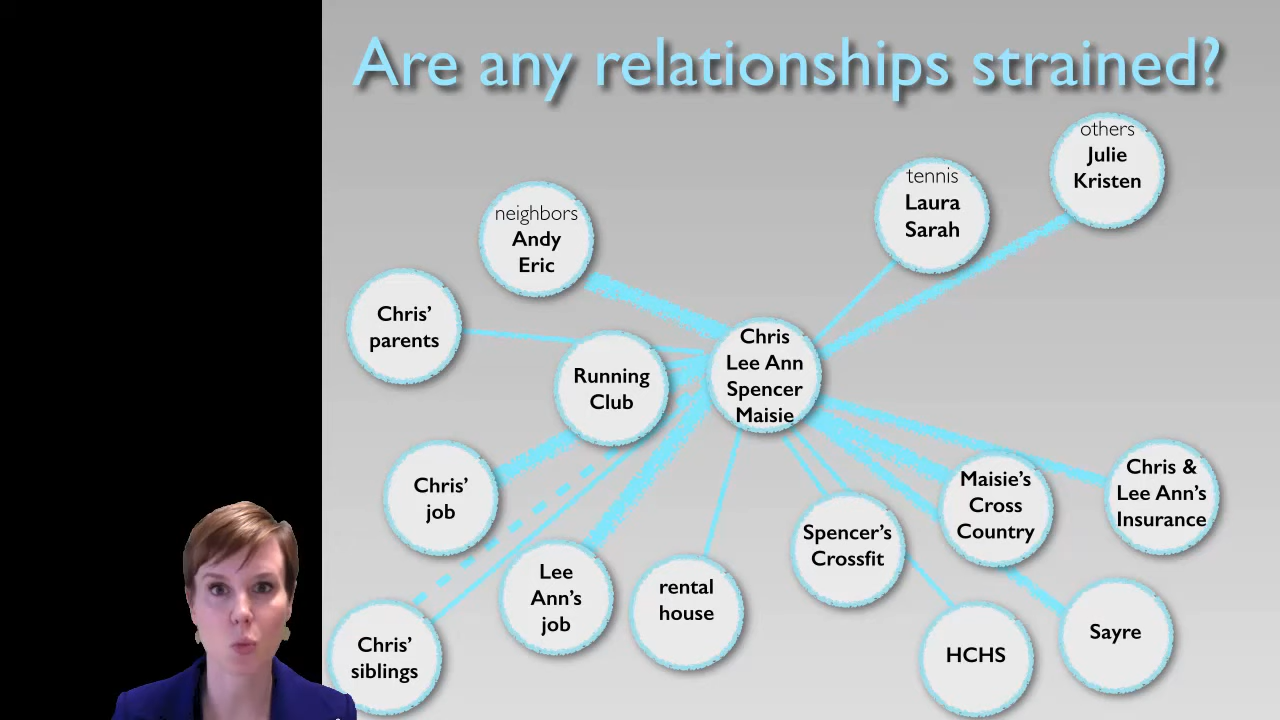 Are any relationships strained?
others
Julie
Kristen
tennis
Laura
Sarah
neighbors
Andy
Eric
Chris’
parents
Running
Club
Chris
Lee Ann
Spencer
Maisie
Chris’
job
Maisie’s
Cross
Country
Chris &
Lee Ann’s
Insurance
Spencer’s
Crossfit
Lee
Ann’s
job
rental
house
Chris’
siblings
HCHS
Sayre